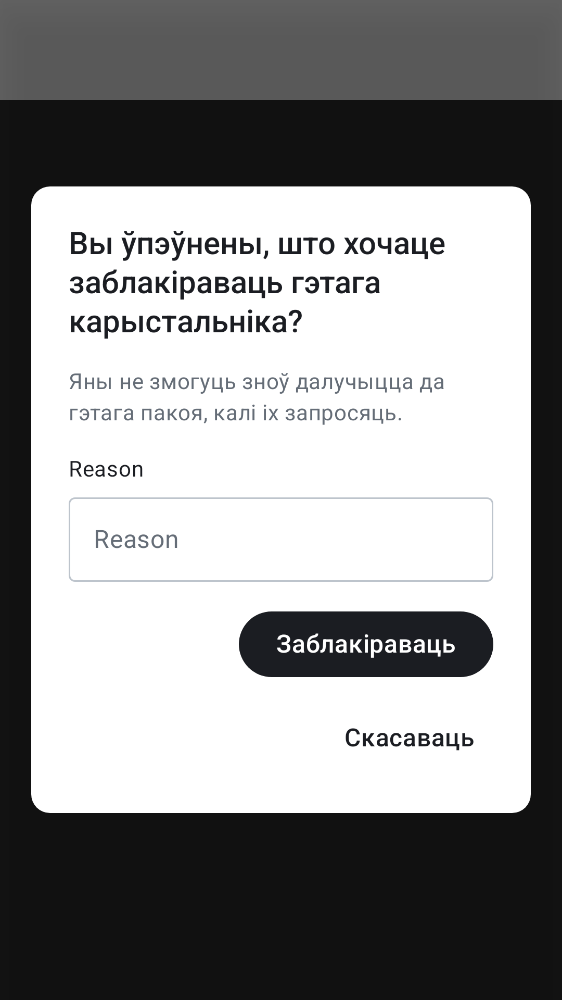 Вы ўпэўнены, што хочаце
заблакіраваць гэтага
карыстальніка?
Яны не змогуць зноў далучыцца да
гэтага пакоя, калі іх запросяць.
Reason
Reason
Заблакіраваць
Скасаваць